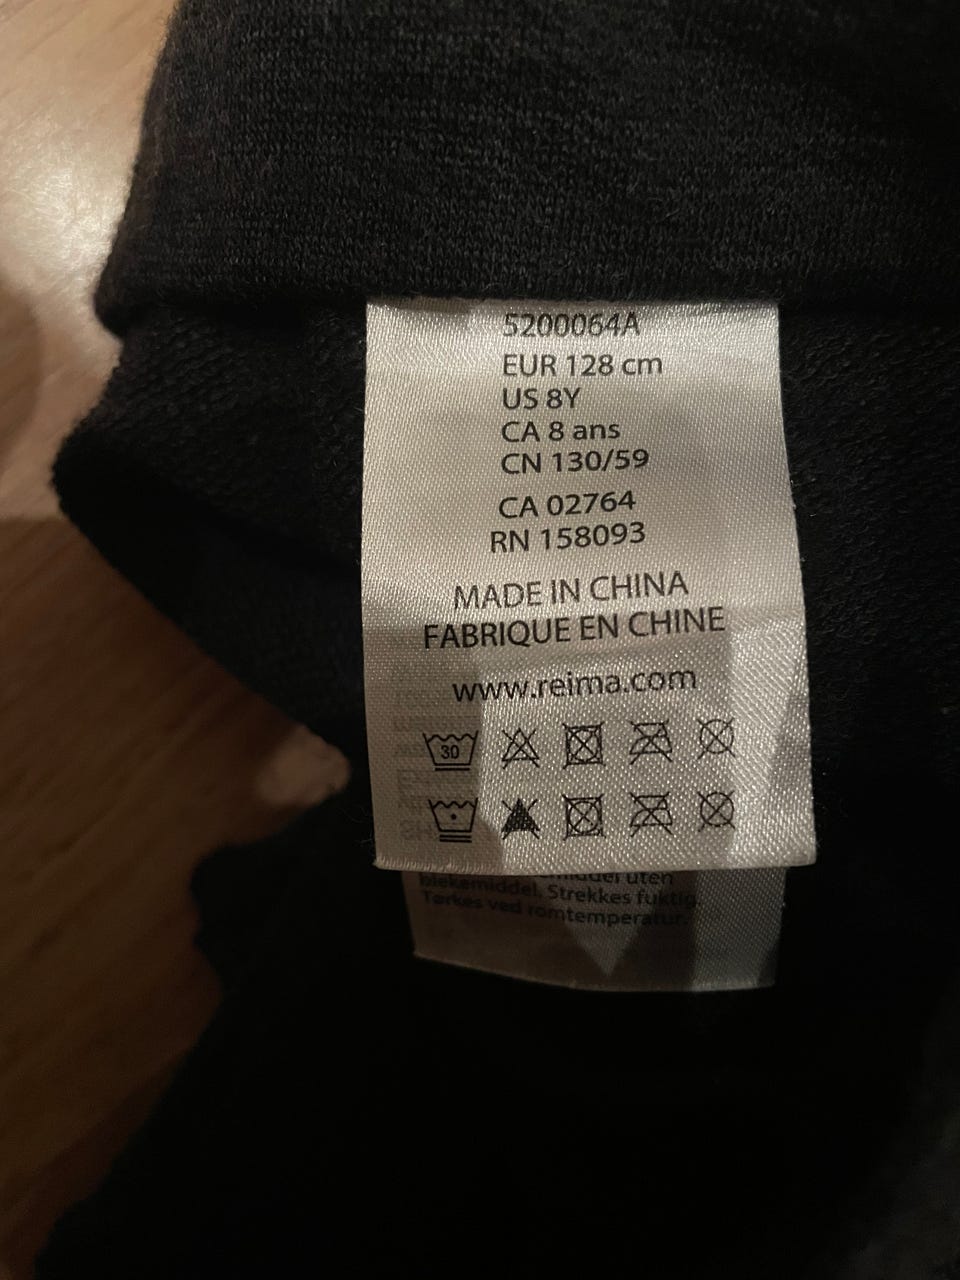 5200064A
EUR 128 cm
US 8Y
CA 8 ans
CN 130/59
CA 02764
RN 158093
MADE IN CHINA
FABRIQUE EN CHINE
www.reima.com
30
uten
blekemiddel. Strekkes fuktig.
Tørkes ved romtemperatur.